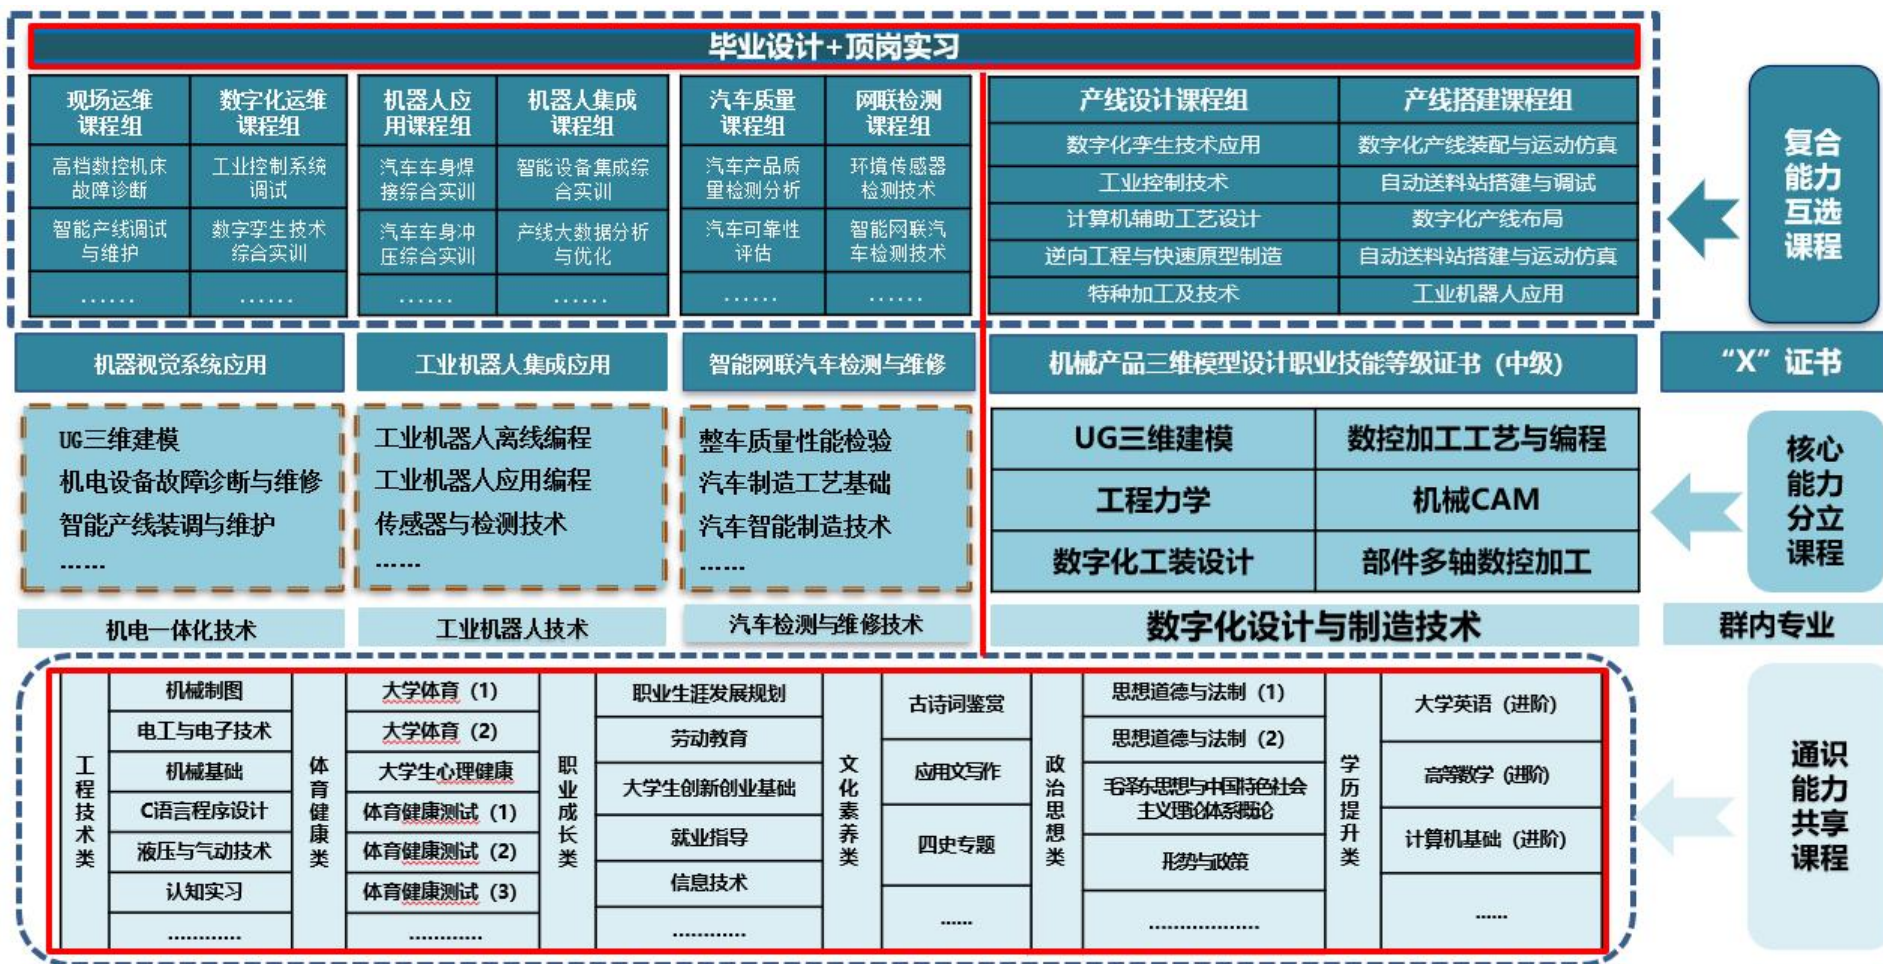 毕业设计+顶岗实习
现场运维
课程组
数字化运维
课程组
高档数控机床
故障诊断
工业控制系统
调试
智能产线调试
与维护
数字孪生技术
综合实训
......
......
机器人应
用课程组
机器人集成
课程组
汽车车身焊
接综合实训
智能设备集成综
合实训
汽车车身冲
压综合实训
产线大数据分析
与优化
......
......
汽车质量
课程组
网联检测
课程组
汽车产品质
量检测分析
环境传感器
检测技术
汽车可靠性
评估
智能网联汽
车检测技术
......
......
产线设计课程组
产线搭建课程组
数字化孪生技术应用
数字化产线装配与运动仿真
工业控制技术
自动送料站搭建与调试
计算机辅助工艺设计
数字化产线布局
逆向工程与快速原型制造
自动送料站搭建与运动仿真
特种加工及技术
工业机器人应用
复合
能力
互选
课程
机器视觉系统应用
工业机器人集成应用
智能网联汽车检测与维修
机械产品三维模型设计职业技能等级证书（中级）
“X”证书
UG三维建模
机电设备故障诊断与维修
智能产线装调与维护
......
工业机器人离线编程
工业机器人应用编程
传感器与检测技术
......
整车质量性能检验
汽车制造工艺基础
汽车智能制造技术
......
UG三维建模
数控加工工艺与编程
工程力学
机械CAM
数字化工装设计
部件多轴数控加工
核心
能力
分立
课程
机电一体化技术
工业机器人技术
汽车检测与维修技术
数字化设计与制造技术
群内专业
工程技术类
机械制图
电工与电子技术
机械基础
C语言程序设计
液压与气动技术
认知实习
............
体育健康类
大学体育（1）
大学体育（2）
大学生心理健康
体育健康测试（1）
体育健康测试（2）
体育健康测试（3）
............
职业成长类
职业生涯发展规划
劳动教育
大学生创新创业基础
就业指导
信息技术
............
文化素养类
古诗词鉴赏
应用文写作
四史专题
......
政治思想类
思想道德与法制（1）
思想道德与法制（2）
毛泽东思想与中国特色社会
主义理论体系概论
形势与政策
..................
学历提升类
大学英语（进阶）
高等数学（进阶）
计算机基础（进阶）
......
通识
能力
共享
课程